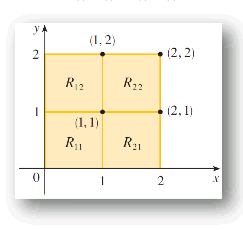 y
(1, 2)
2
(2, 2)
R₁₂
R₂₂
1
(2, 1)
(1, 1)
R₁₁
R₂₁
0
1
2
x